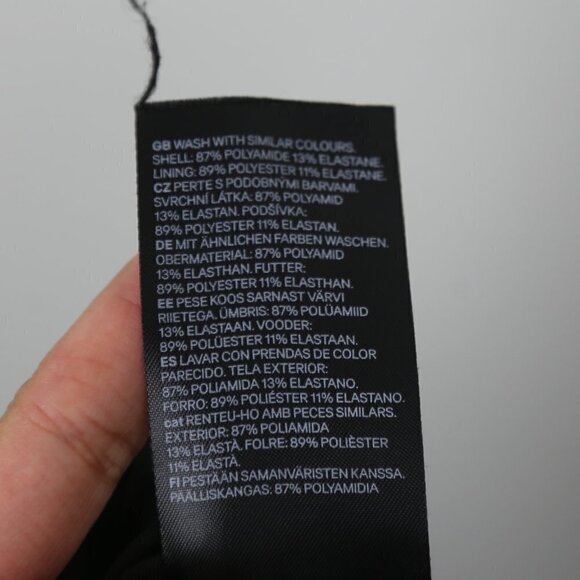 GB WASH WITH SIMILAR COLOURS.
SHELL: 87% POLYAMIDE 13% ELASTANE.
LINING: 89% POLYESTER 11% ELASTANE.
CZ PERTE S PODOBNÝMI BARVAMI.
SVRCHNÍ LÁTKA: 87% POLYAMID
13% ELASTAN. PODŠÍVKA:
89% POLYESTER 11% ELASTAN.
DE MIT ÄHNLICHEN FARBEN WASCHEN.
OBERMATERIAL: 87% POLYAMID
13% ELASTHAN. FUTTER:
89% POLYESTER 11% ELASTHAN.
EE PESE KOOS SARNAST VÄRVI
RIIETEGA. ÜMBRIS: 87% POLÜAMIID
13% ELASTAAN. VOODER:
89% POLÜESTER 11% ELASTAAN.
ES LAVAR CON PRENDAS DE COLOR
PARECIDO. TELA EXTERIOR:
87% POLIAMIDA 13% ELASTANO.
FORRO: 89% POLIÉSTER 11% ELASTANO.
cat RENTEU-HO AMB PECES SIMILARS.
EXTERIOR: 87% POLIAMIDA
13% ELASTÀ. FOLRE: 89% POLIÈSTER
11% ELASTÀ.
FI PESTÄÄN SAMANVÄRISTEN KANSSA.
PÄÄLLISKANGAS: 87% POLYAMIDIA